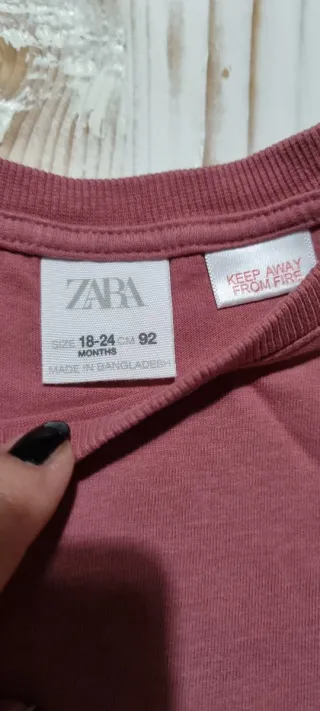 ZARA
SIZE 18-24 CM 92
MONTHS
MADE IN BANGLADESH
KEEP AWAY
FROM FIRE